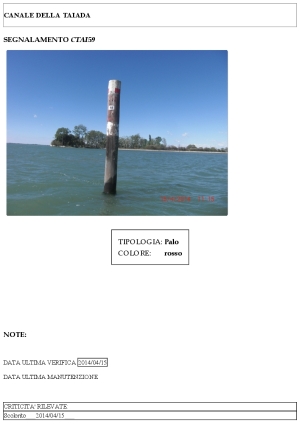 CANALE DELLA TAIADA
SEGNALAMENTO CTAI59
TIPOLOGIA: Palo
COLORE: rosso
NOTE:
DATA ULTIMA VERIFICA 2014/04/15
DATA ULTIMA MANUTENZIONE
CRITICITA' RILEVATE
Scolorito 2014/04/15